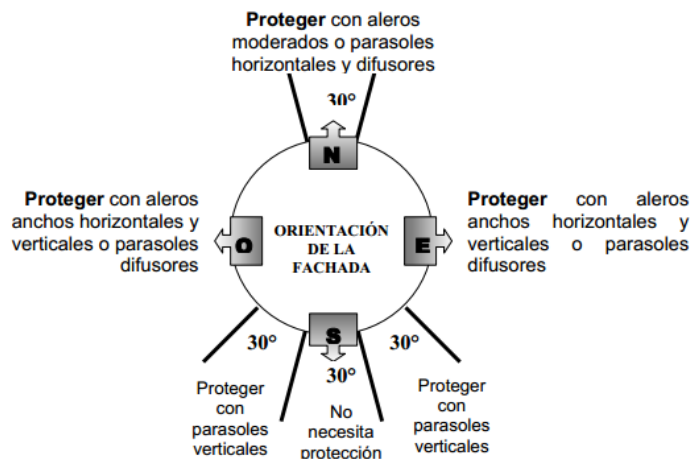 Proteger con aleros
moderados o parasoles
horizontales y difusores
30°
N
Proteger con aleros
anchos horizontales y
verticales o parasoles
difusores
O
ORIENTACIÓN
DE LA
FACHADA
E
Proteger con aleros
anchos horizontales y
verticales o parasoles
difusores
S
30°
30°
30°
Proteger
con
parasoles
verticales
No
necesita
protección
Proteger
con
parasoles
verticales